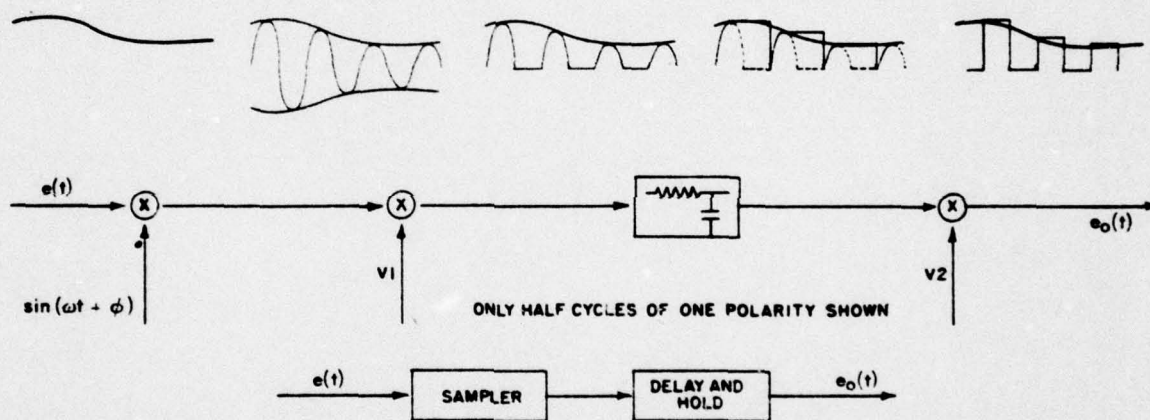 e(t)
X
X
X
e₀(t)
V1
V2
sin (ωt + ϕ)
ONLY HALF CYCLES OF ONE POLARITY SHOWN
e(t)
SAMPLER
DELAY AND
HOLD
e₀(t)